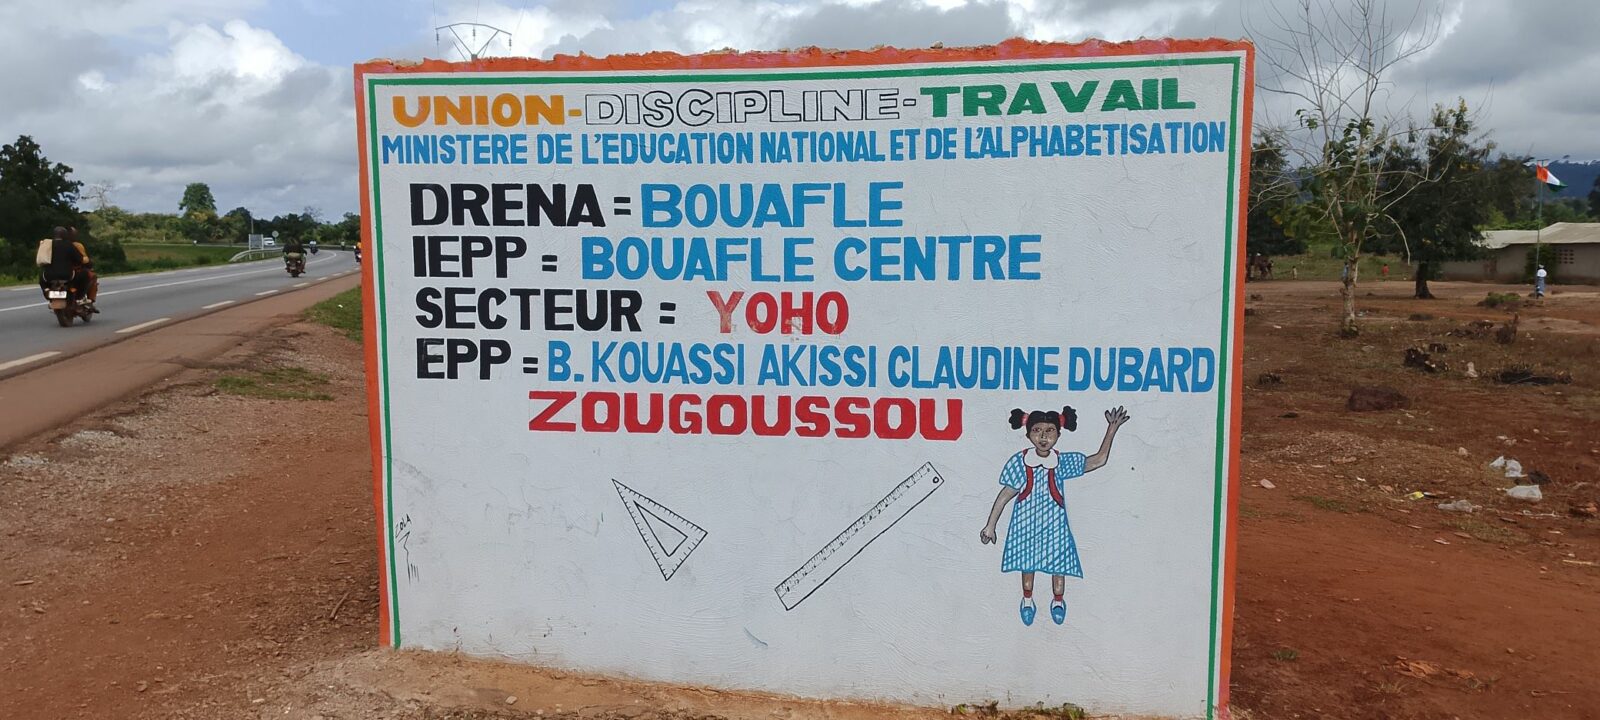 UNION-DISCIPLINE-TRAVAIL
MINISTERE DE L'EDUCATION NATIONAL ET DE L'ALPHABETISATION
DRENA = BOUAFLE
IEPP = BOUAFLE CENTRE
SECTEUR = YOHO
EPP = B. KOUASSI AKISSI CLAUDINE DUBARD
ZOUGOUSSOU
ZOLA